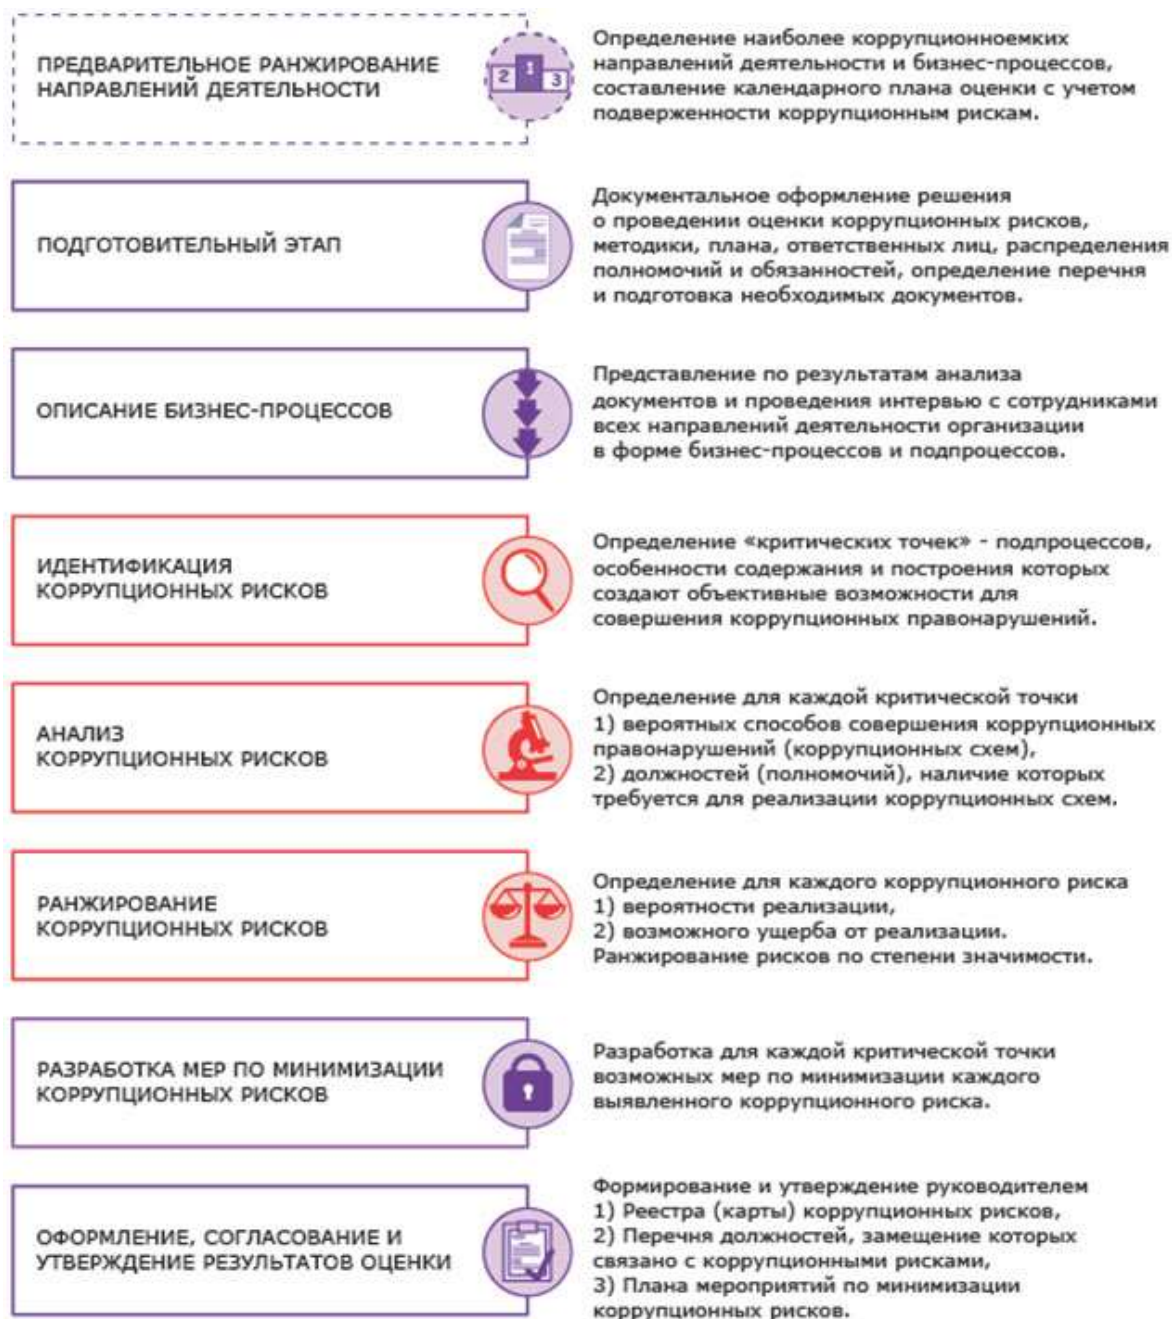 ПРЕДВАРИТЕЛЬНОЕ РАНЖИРОВАНИЕ
НАПРАВЛЕНИЙ ДЕЯТЕЛЬНОСТИ
2 1 3
Определение наиболее коррупционноемких
направлений деятельности и бизнес-процессов,
составление календарного плана оценки с учетом
подверженности коррупционным рискам.
ПОДГОТОВИТЕЛЬНЫЙ ЭТАП
Документальное оформление решения
о проведении оценки коррупционных рисков,
методики, плана, ответственных лиц, распределения
полномочий и обязанностей, определение перечня
и подготовка необходимых документов.
ОПИСАНИЕ БИЗНЕС-ПРОЦЕССОВ
Представление по результатам анализа
документов и проведения интервью с сотрудниками
всех направлений деятельности организации
в форме бизнес-процессов и подпроцессов.
ИДЕНТИФИКАЦИЯ
КОРРУПЦИОННЫХ РИСКОВ
Определение «критических точек» - подпроцессов,
особенности содержания и построения которых
создают объективные возможности для
совершения коррупционных правонарушений.
АНАЛИЗ
КОРРУПЦИОННЫХ РИСКОВ
Определение для каждой критической точки
1) вероятных способов совершения коррупционных
правонарушений (коррупционных схем),
2) должностей (полномочий), наличие которых
требуется для реализации коррупционных схем.
РАНЖИРОВАНИЕ
КОРРУПЦИОННЫХ РИСКОВ
Определение для каждого коррупционного риска
1) вероятности реализации,
2) возможного ущерба от реализации.
Ранжирование рисков по степени значимости.
РАЗРАБОТКА МЕР ПО МИНИМИЗАЦИИ
КОРРУПЦИОННЫХ РИСКОВ
Разработка для каждой критической точки
возможных мер по минимизации каждого
выявленного коррупционного риска.
ОФОРМЛЕНИЕ, СОГЛАСОВАНИЕ И
УТВЕРЖДЕНИЕ РЕЗУЛЬТАТОВ ОЦЕНКИ
Формирование и утверждение руководителем
1) Реестра (карты) коррупционных рисков,
2) Перечня должностей, замещение которых
связано с коррупционными рисками,
3) Плана мероприятий по минимизации
коррупционных рисков.